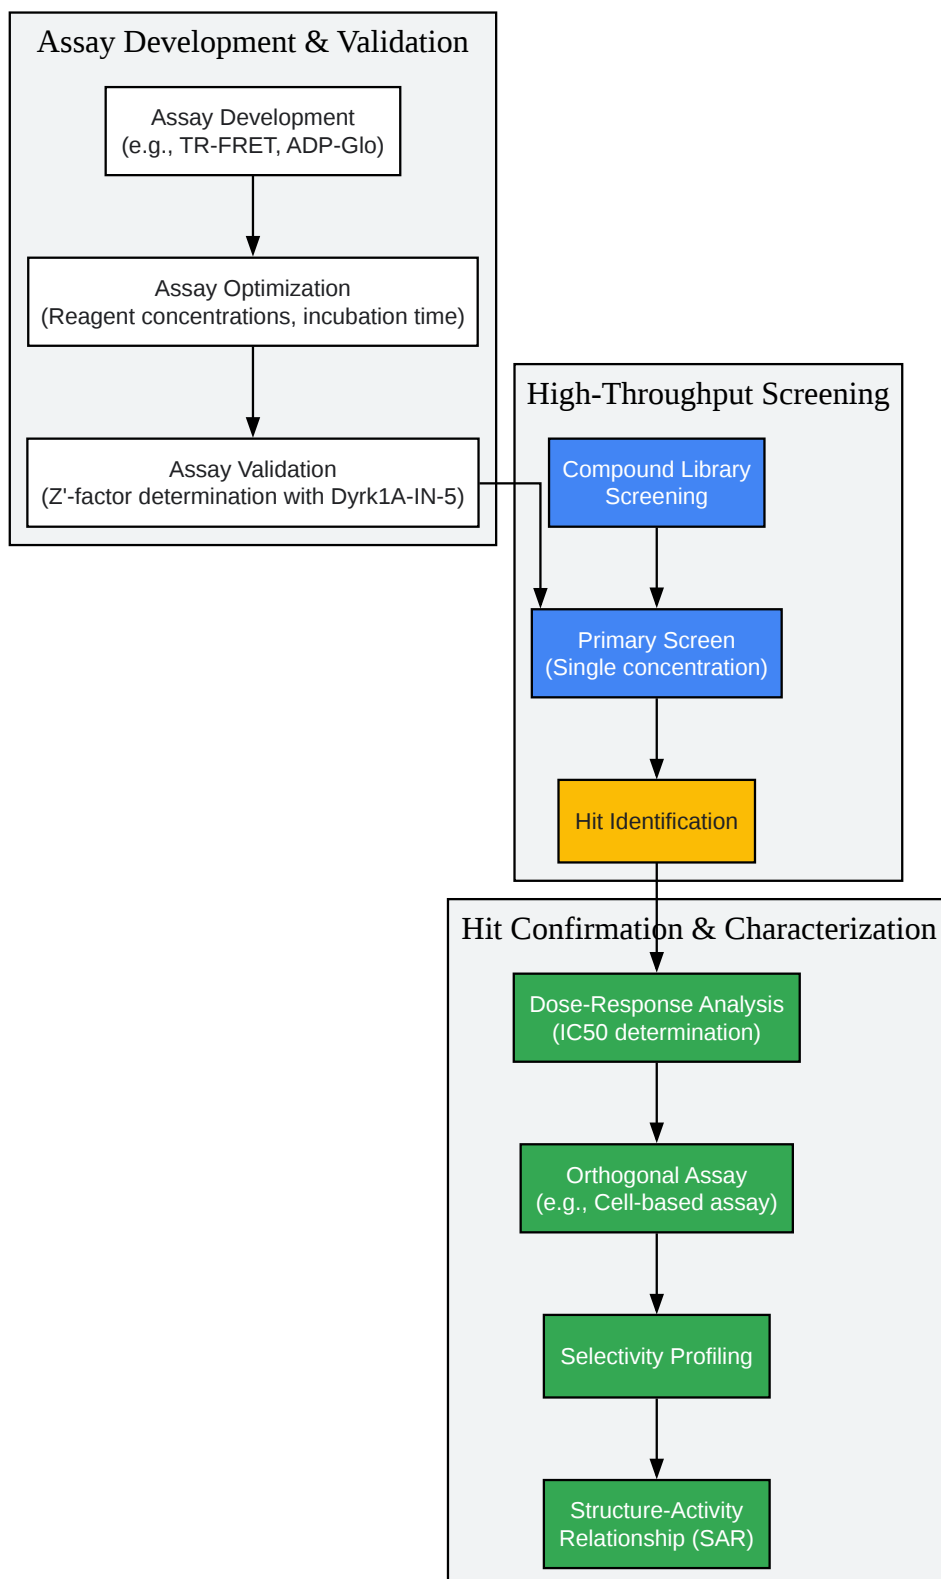 Assay Development & Validation
Assay Development
(e.g., TR-FRET, ADP-Glo)
Assay Optimization
(Reagent concentrations, incubation time)
Assay Validation
(Z'-factor determination with Dyrk1A-IN-5)
High-Throughput Screening
Compound Library
Screening
Primary Screen
(Single concentration)
Hit Identification
Hit Confirmation & Characterization
Dose-Response Analysis
(IC50 determination)
Orthogonal Assay
(e.g., Cell-based assay)
Selectivity Profiling
Structure-Activity
Relationship (SAR)